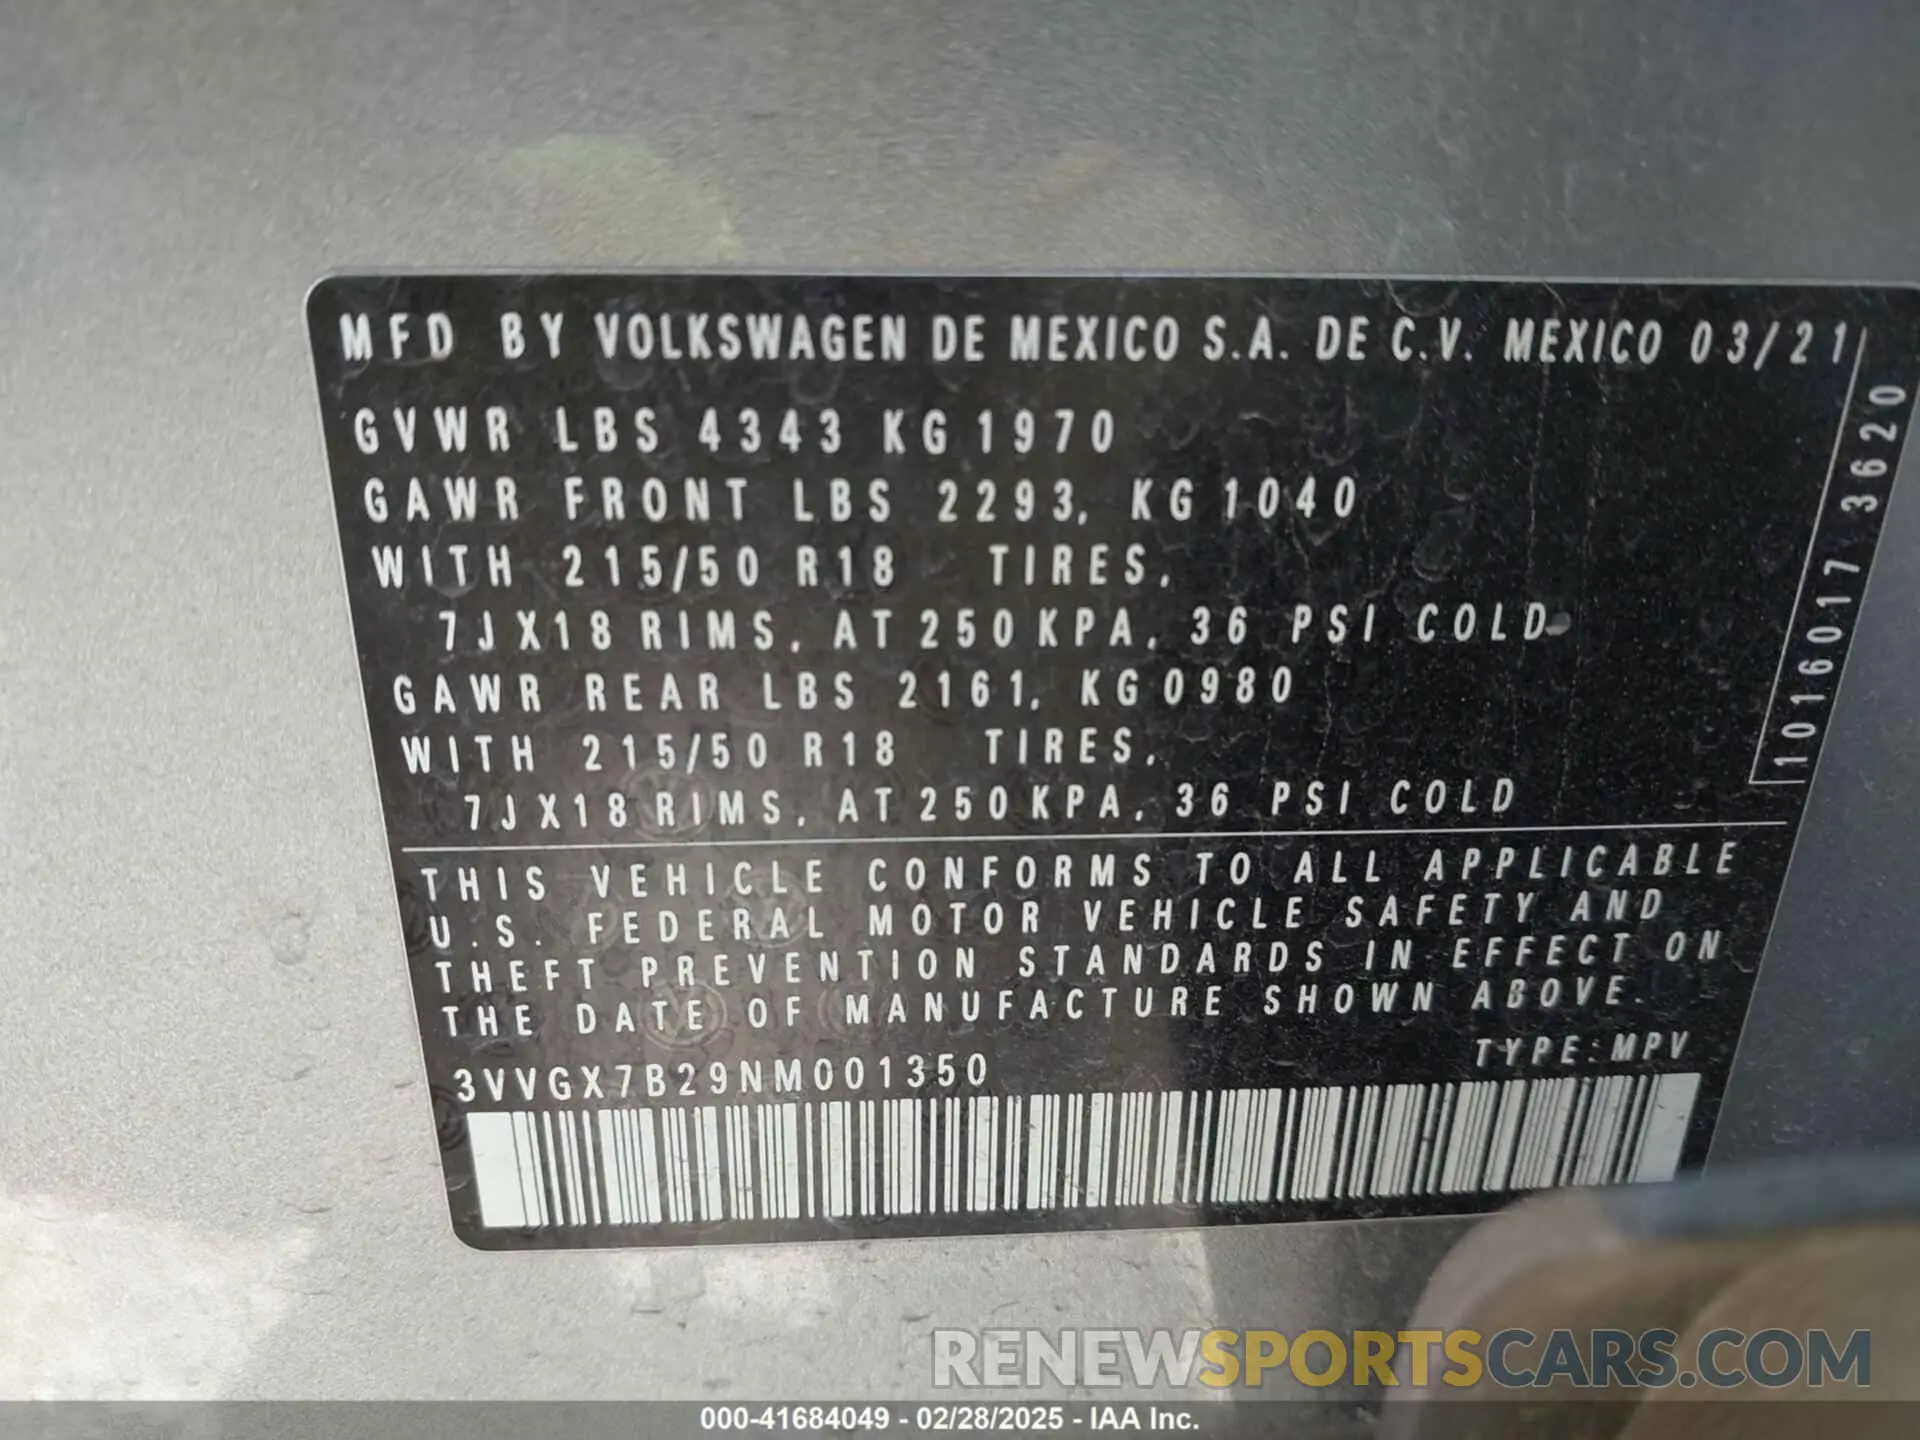 MFD BY VOLKSWAGEN DE MEXICO S.A. DE C.V. MEXICO 03/21
GVWR LBS 4343 KG 1970
GAWR FRONT LBS 2293, KG 1040
WITH 215/50 R18 TIRES,
7JX18 RIMS, AT 250KPA, 36 PSI COLD
GAWR REAR LBS 2161, KG 0980
WITH 215/50 R18 TIRES,
7JX18 RIMS, AT 250KPA, 36 PSI COLD
1016017 3620
THIS VEHICLE CONFORMS TO ALL APPLICABLE
U.S. FEDERAL MOTOR VEHICLE SAFETY AND
THEFT PREVENTION STANDARDS IN EFFECT ON
THE DATE OF MANUFACTURE SHOWN ABOVE.
TYPE:MPV
3VVGX7B29NM001350
RENEWSPORTSCARS.COM
000-41684049 - 02/28/2025 - IAA Inc.